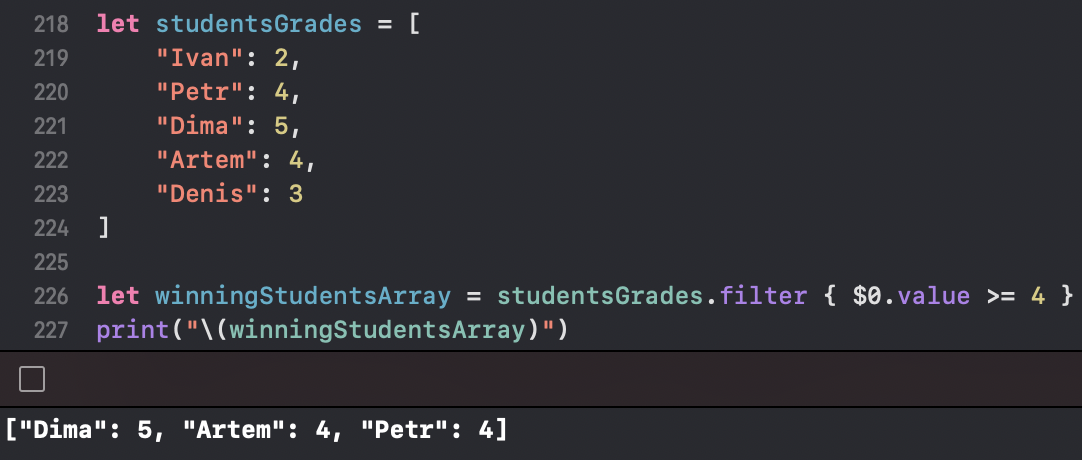 218 let studentsGrades = [
219     "Ivan": 2,
220     "Petr": 4,
221     "Dima": 5,
222     "Artem": 4,
223     "Denis": 3
224 ]
225
226 let winningStudentsArray = studentsGrades.filter { $0.value >= 4 }
227 print("\(winningStudentsArray)")
["Dima": 5, "Artem": 4, "Petr": 4]